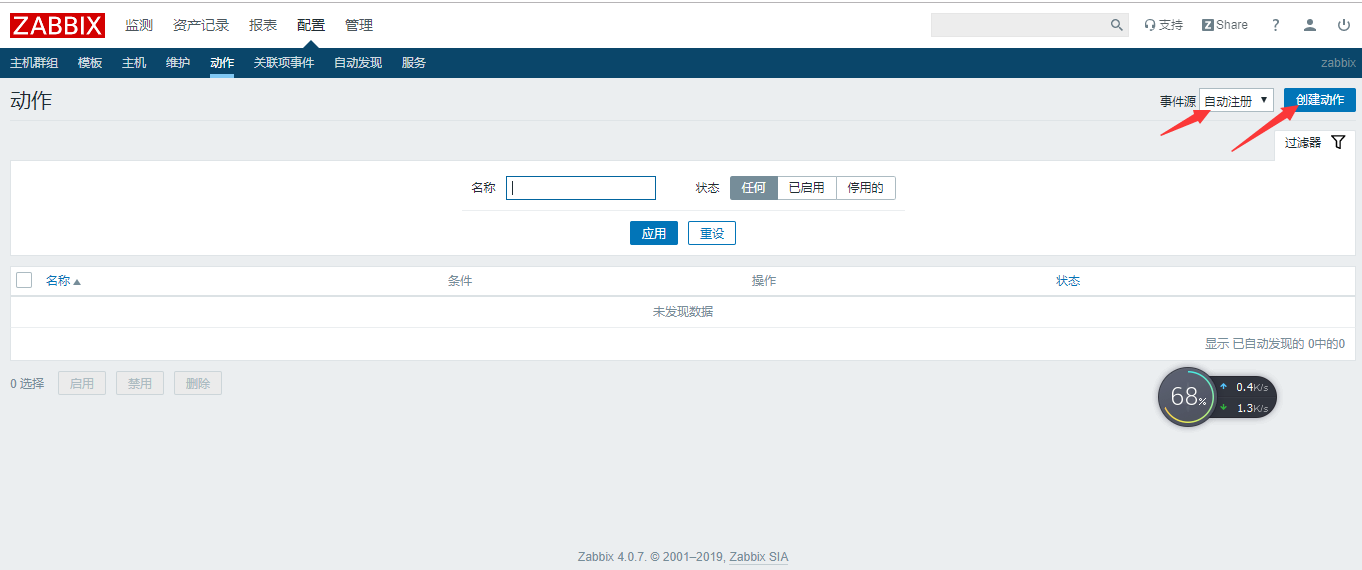 ZABBIX 监测 资产记录 报表 配置 管理 支持 Z Share ?
主机群组 模板 主机 维护 动作 关联项事件 自动发现 服务 zabbix
动作 事件源 自动注册 ▼ 创建动作
过滤器
名称 状态 任何 已启用 停用的
应用 重设
名称 条件 操作 状态
未发现数据
显示 已自动发现的 0中的0
0 选择 启用 禁用 删除
68% 0.4K/s
1.3K/s
Zabbix 4.0.7. © 2001–2019, Zabbix SIA